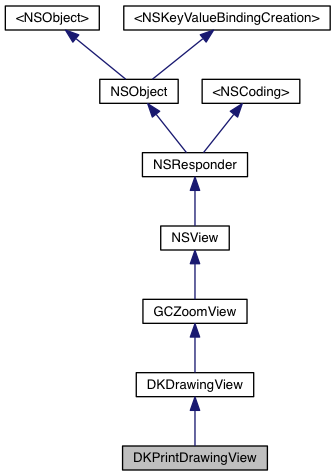 <NSObject>
<NSKeyValueBindingCreation>
NSObject
<NSCoding>
NSResponder
NSView
GCZoomView
DKDrawingView
DKPrintDrawingView